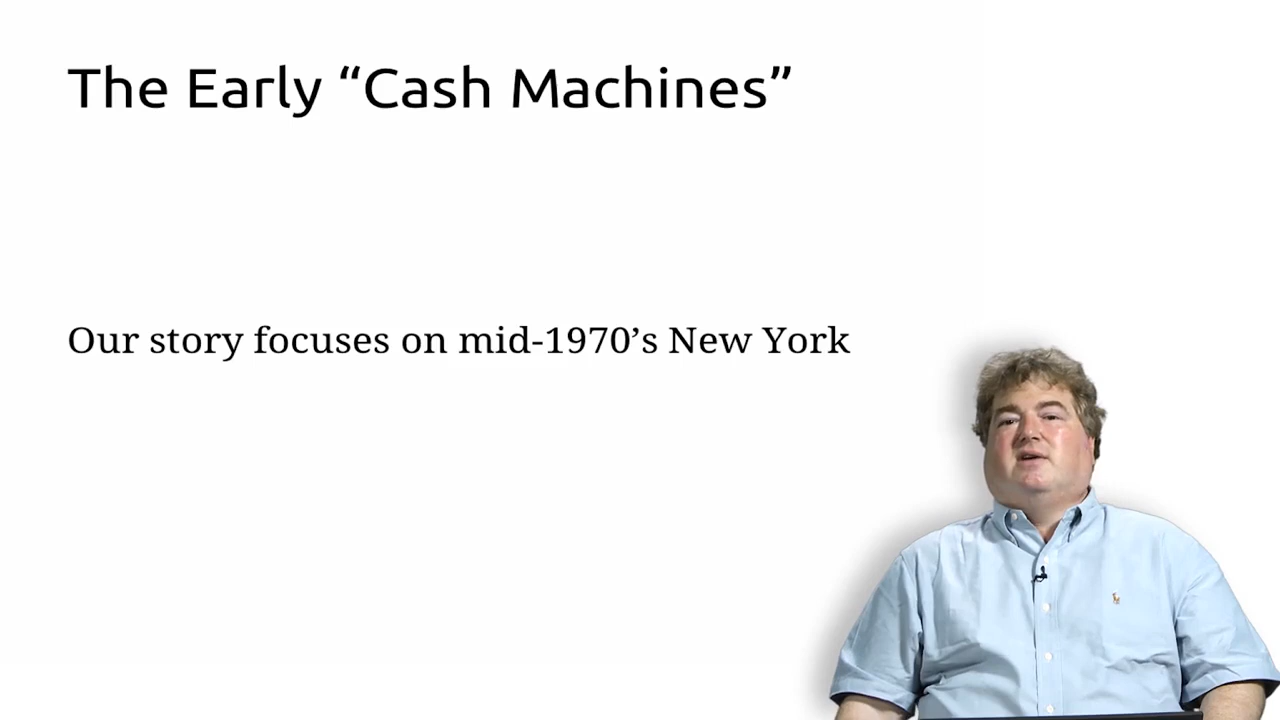 The Early “Cash Machines”
Our story focuses on mid-1970’s New York